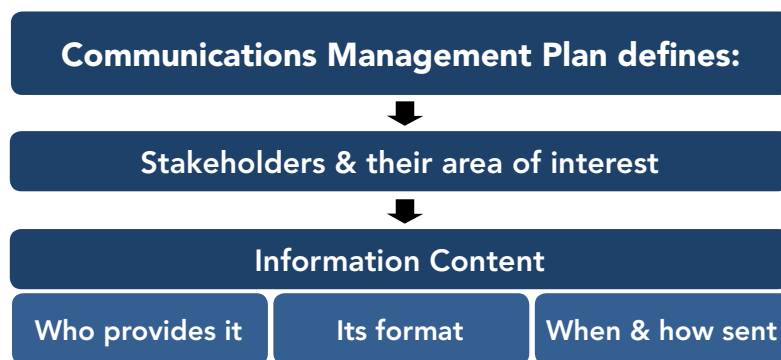 Communications Management Plan defines:
Stakeholders & their area of interest
Information Content
Who provides it
Its format
When & how sent